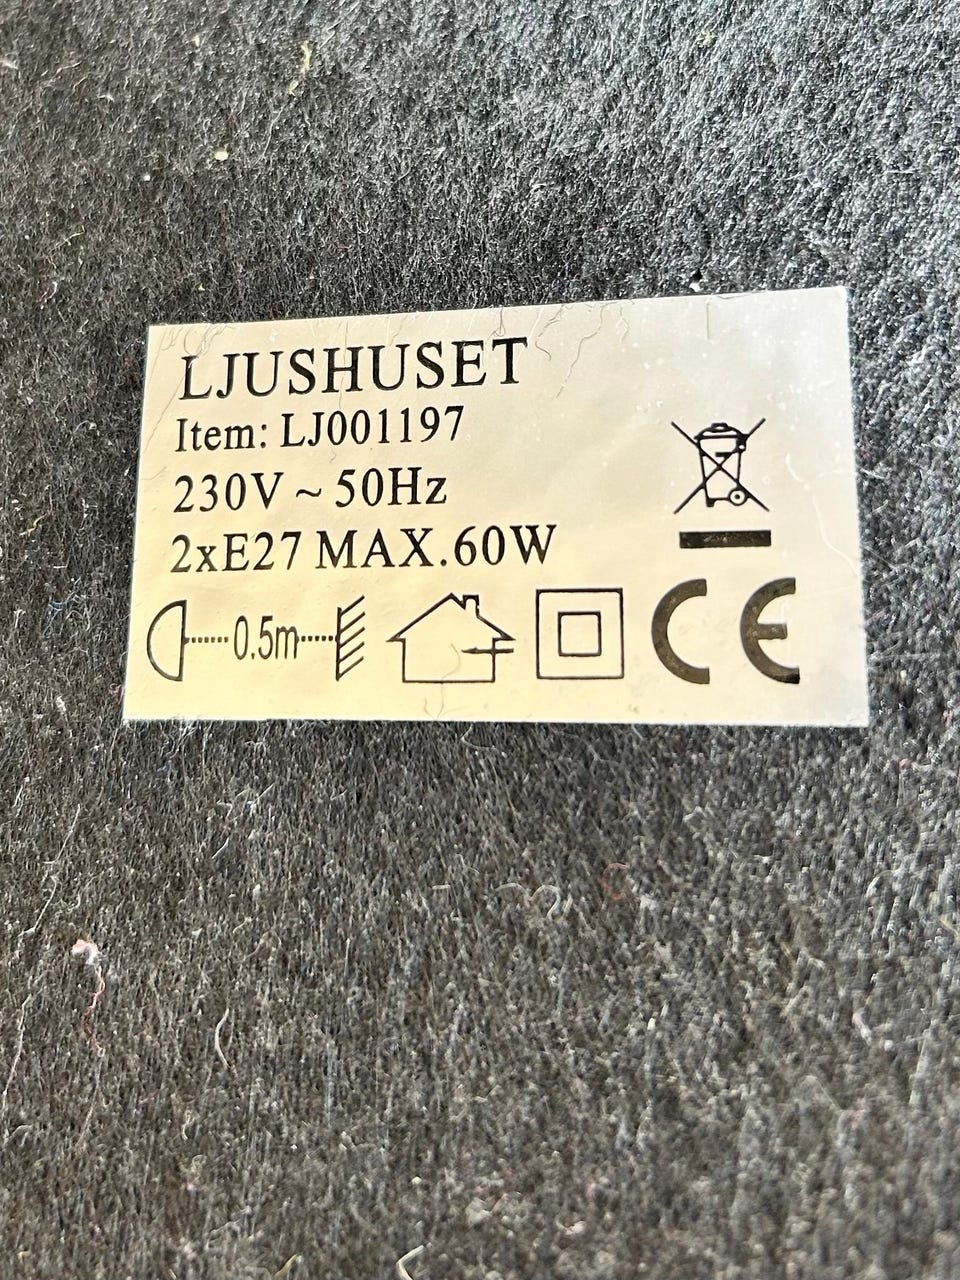 LJUSHUSET
Item: LJ001197
230V ~ 50Hz
2xE27 MAX.60W
0.5m
CE